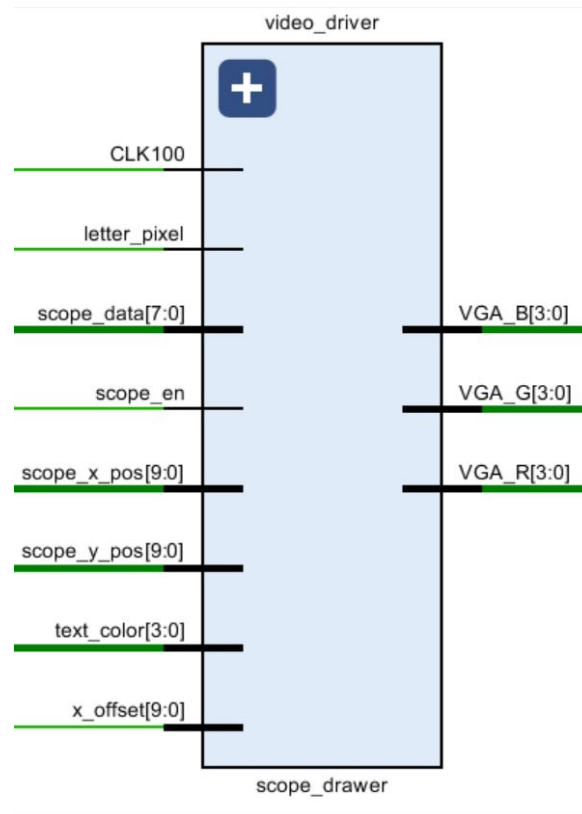 video_driver
CLK100
letter_pixel
scope_data[7:0]
VGA_B[3:0]
scope_en
VGA_G[3:0]
scope_x_pos[9:0]
VGA_R[3:0]
scope_y_pos[9:0]
text_color[3:0]
x_offset[9:0]
scope_drawer